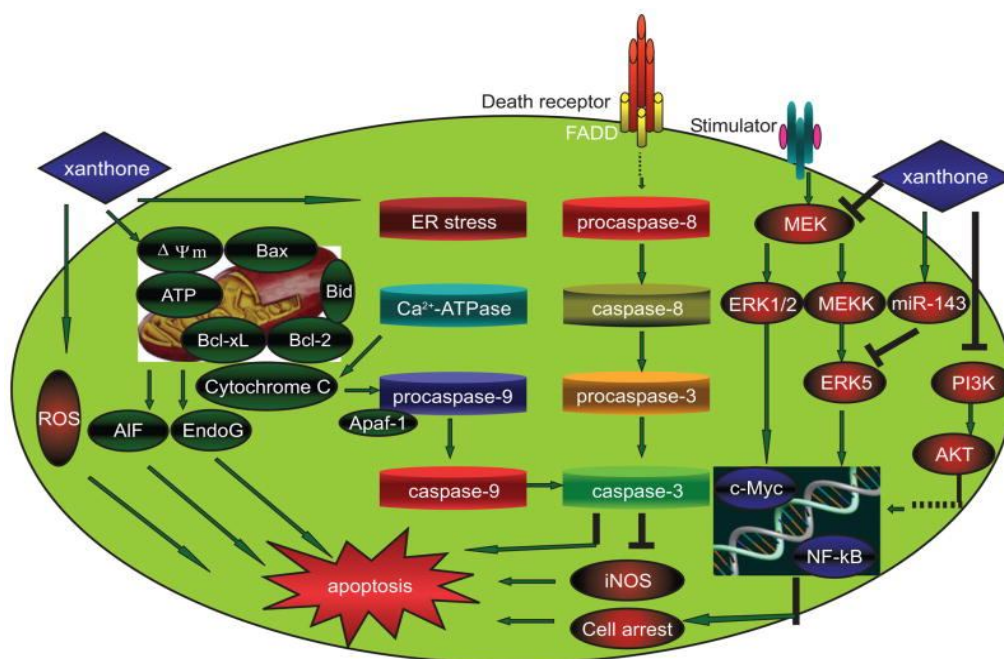 Death receptor
FADD
Stimulator
xanthone
xanthone
ER stress
procaspase-8
MEK
Δ Ψm
Bax
ATP
Bid
Ca²⁺-ATPase
caspase-8
ERK1/2
MEKK
miR-143
Bcl-xL
Bcl-2
Cytochrome C
procaspase-9
procaspase-3
ERK5
PI3K
ROS
AIF
EndoG
Apaf-1
AKT
caspase-9
caspase-3
c-Myc
NF-kB
apoptosis
iNOS
Cell arrest